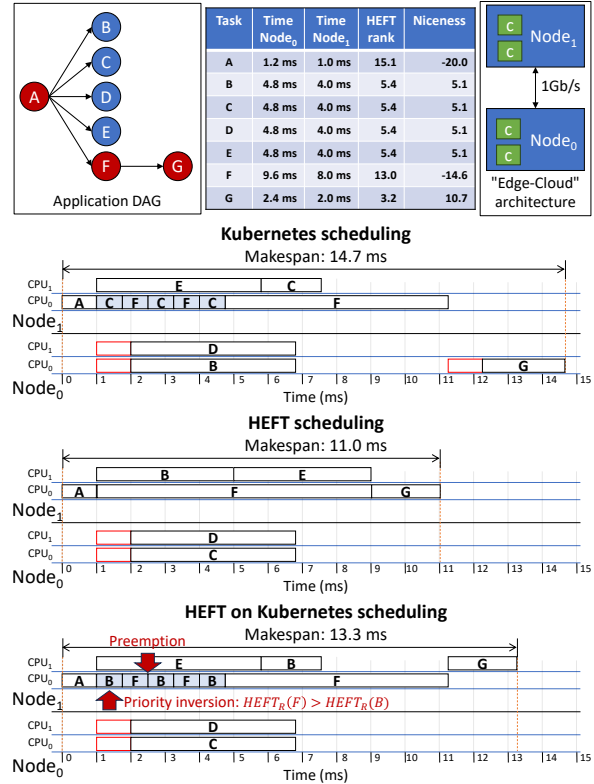 B
C
D
E
A
F
G
Application DAG
Task Time Node0 Time Node1 HEFT rank Niceness
A 1.2 ms 1.0 ms 15.1 -20.0
B 4.8 ms 4.0 ms 5.4 5.1
C 4.8 ms 4.0 ms 5.4 5.1
D 4.8 ms 4.0 ms 5.4 5.1
E 4.8 ms 4.0 ms 5.4 5.1
F 9.6 ms 8.0 ms 13.0 -14.6
G 2.4 ms 2.0 ms 3.2 10.7
C
C
Node1
1Gb/s
C
C
Node0
"Edge-Cloud"
architecture
Kubernetes scheduling
Makespan: 14.7 ms
CPU1 E C
CPU0 A C F C F C F
Node1
CPU1 D
CPU0 B G
Node0
0 1 2 3 4 5 6 7 8 9 10 11 12 13 14 15
Time (ms)
HEFT scheduling
Makespan: 11.0 ms
CPU1 B E
CPU0 A F G
Node1
CPU1 D
CPU0 C
Node0
0 1 2 3 4 5 6 7 8 9 10 11 12 13 14 15
Time (ms)
HEFT on Kubernetes scheduling
Makespan: 13.3 ms
Preemption
CPU1 E B G
CPU0 A B F B F B F
Node1
Priority inversion: HEFT_R(F) > HEFT_R(B)
CPU1 D
CPU0 C
Node0
0 1 2 3 4 5 6 7 8 9 10 11 12 13 14 15
Time (ms)